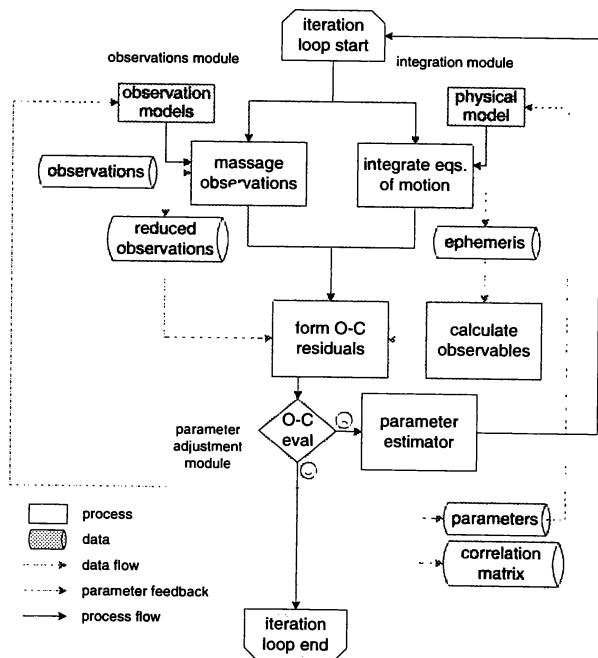 iteration
loop start
observations module
integration module
observation
models
physical
model
observations
massage
observations
integrate eqs.
of motion
reduced
observations
ephemeris
form O-C
residuals
calculate
observables
O-C
eval
parameter
estimator
parameter
adjustment
module
process
data
data flow
parameter feedback
process flow
parameters
correlation
matrix
iteration
loop end